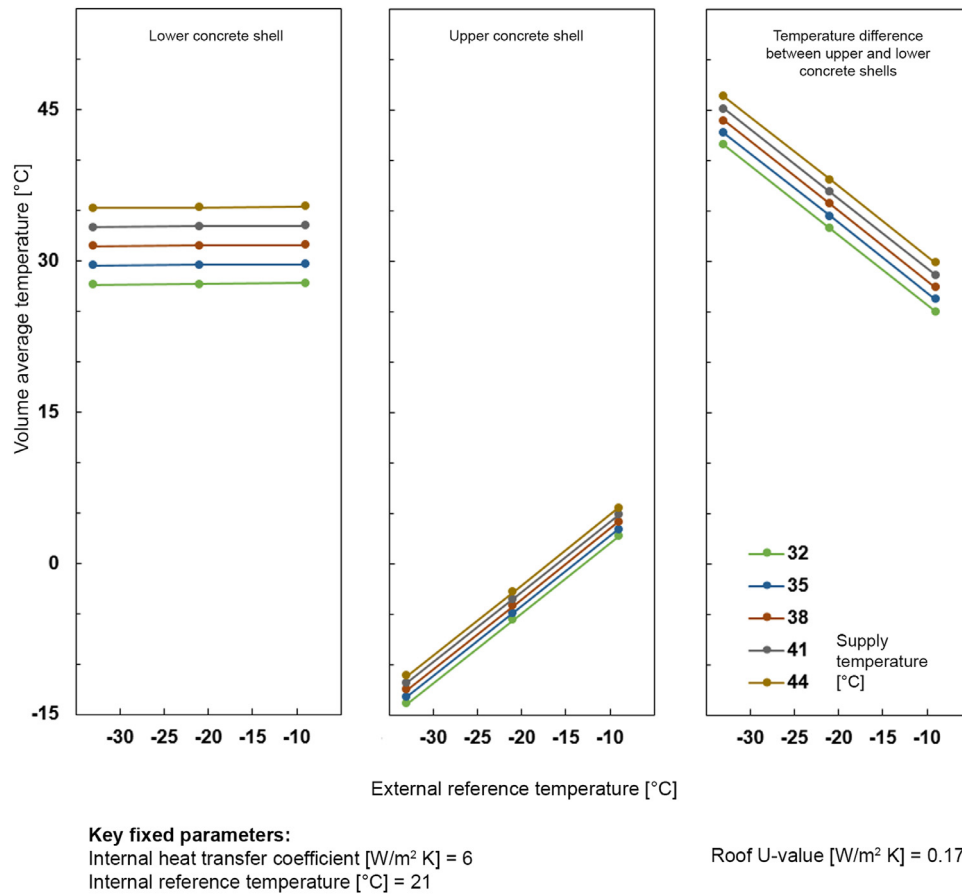 Lower concrete shell
Upper concrete shell
Temperature difference
between upper and lower
concrete shells
Volume average temperature [°C]
45
30
15
0
-15
32
35
38
41
44
Supply
temperature
[°C]
-30 -25 -20 -15 -10
-30 -25 -20 -15 -10
-30 -25 -20 -15 -10
External reference temperature [°C]
Key fixed parameters:
Internal heat transfer coefficient [W/m² K] = 6
Internal reference temperature [°C] = 21
Roof U-value [W/m² K] = 0.17